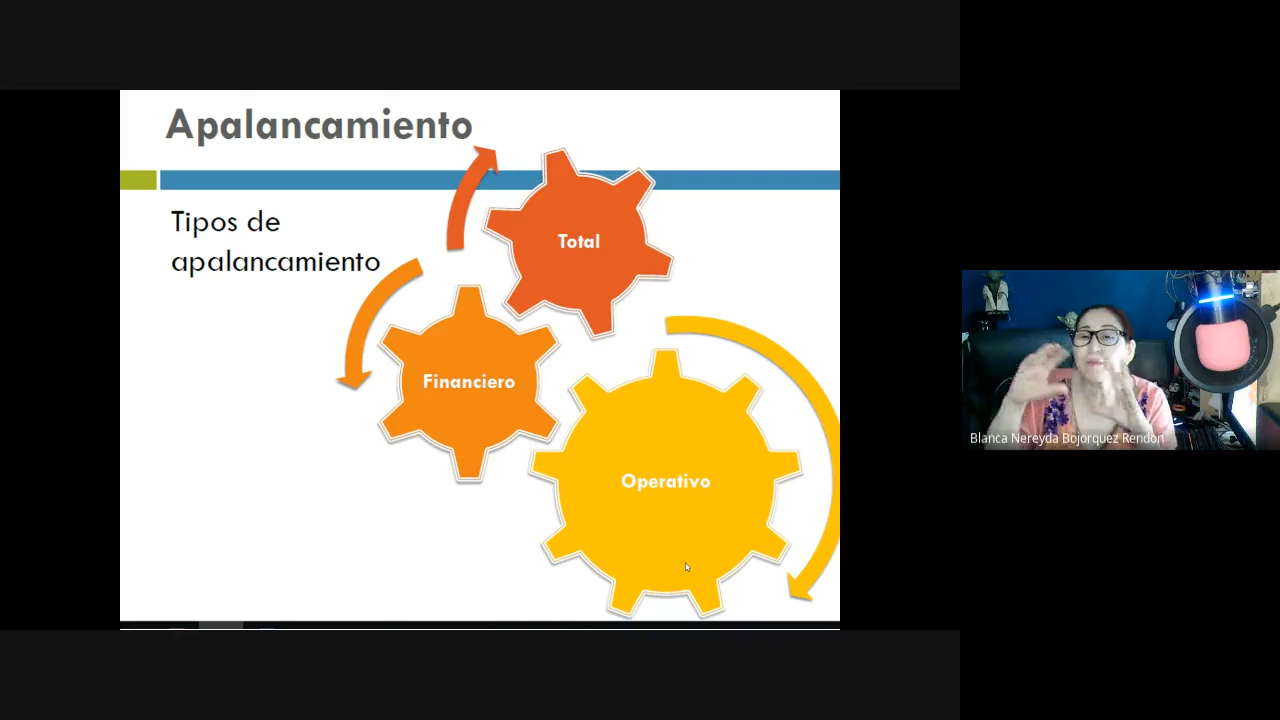 Apalancamiento
Tipos de
apalancamiento
Total
Financiero
Operativo
Blanca Nereyda Bojorquez Rendon